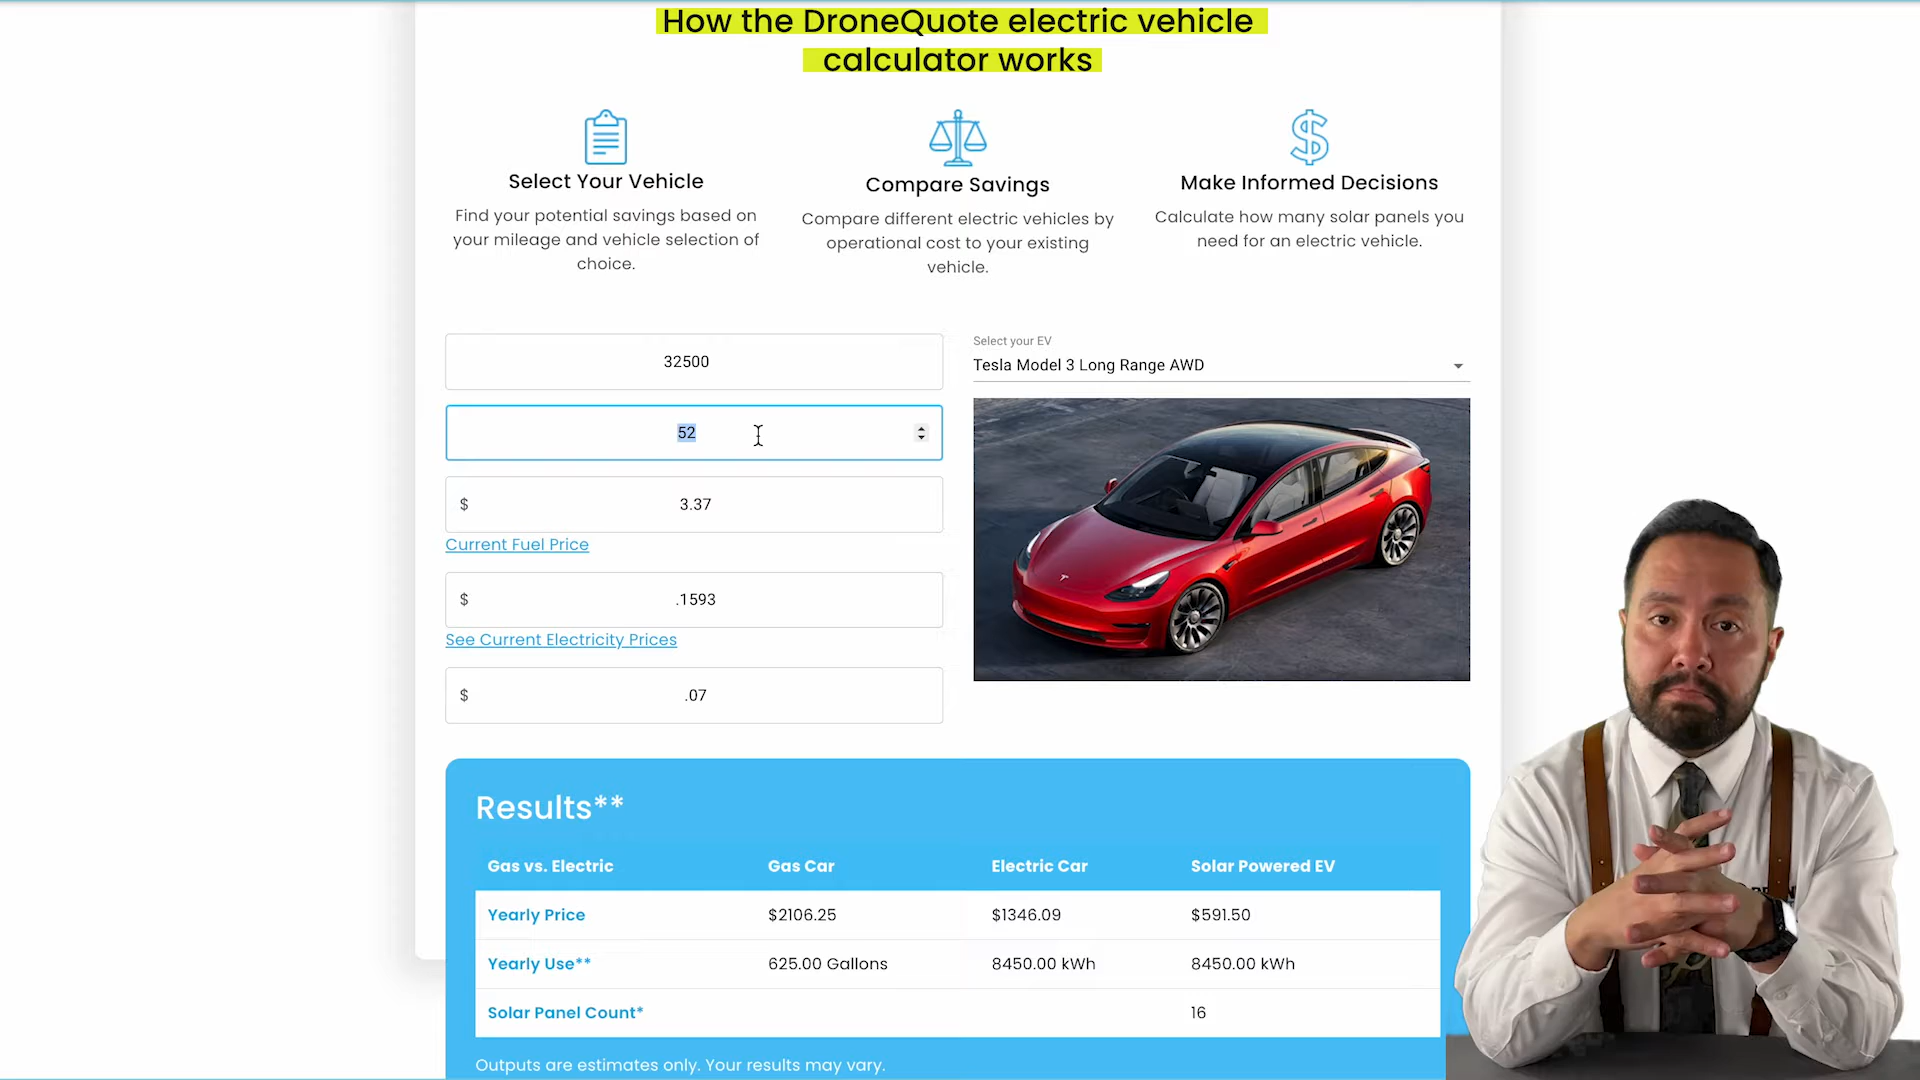 How the DroneQuote electric vehicle
calculator works
Select Your Vehicle
Find your potential savings based on
your mileage and vehicle selection of
choice.
Compare Savings
Compare different electric vehicles by
operational cost to your existing
vehicle.
Make Informed Decisions
Calculate how many solar panels you
need for an electric vehicle.
32500
52
$ 3.37
Current Fuel Price
$ .1593
See Current Electricity Prices
$ .07
Select your EV
Tesla Model 3 Long Range AWD
Results**
Gas vs. Electric Gas Car Electric Car Solar Powered EV
Yearly Price $2106.25 $1346.09 $591.50
Yearly Use** 625.00 Gallons 8450.00 kWh 8450.00 kWh
Solar Panel Count* 16
Outputs are estimates only. Your results may vary.